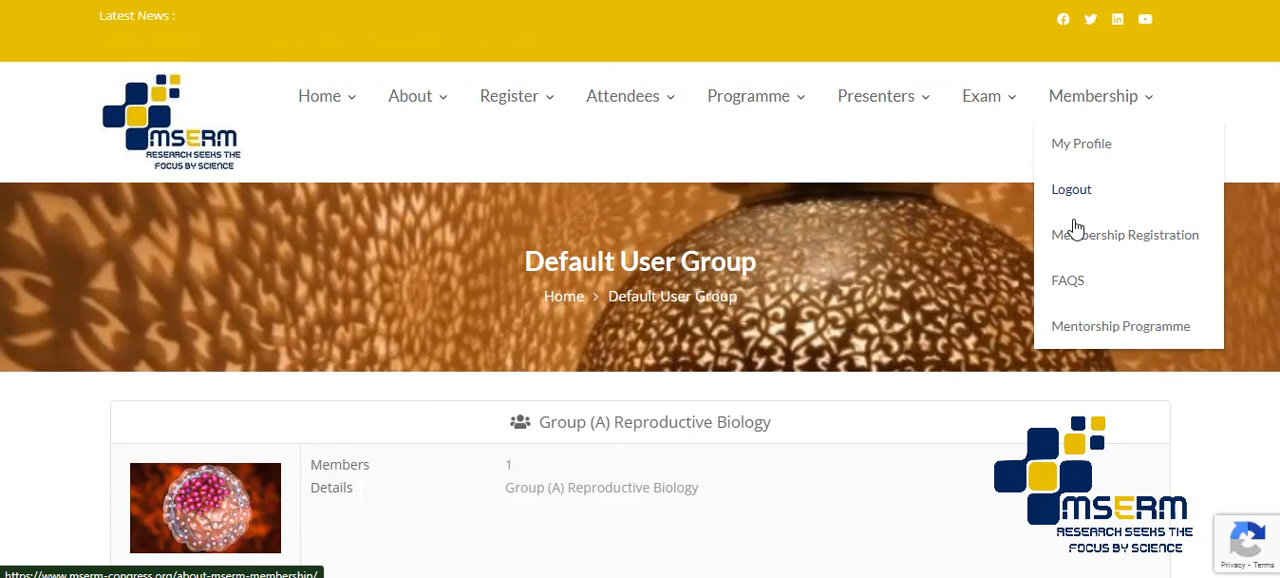 Latest News :
Home About Register Attendees Programme Presenters Exam Membership
MSERM
RESEARCH SEEKS THE
FOCUS BY SCIENCE
My Profile
Logout
Membership Registration
FAQS
Mentorship Programme
Default User Group
Home > Default User Group
Group (A) Reproductive Biology
Members 1
Details Group (A) Reproductive Biology
MSERM
RESEARCH SEEKS THE
FOCUS BY SCIENCE
Privacy - Terms
https://www.mserm-congress.org/about-mserm-membership/